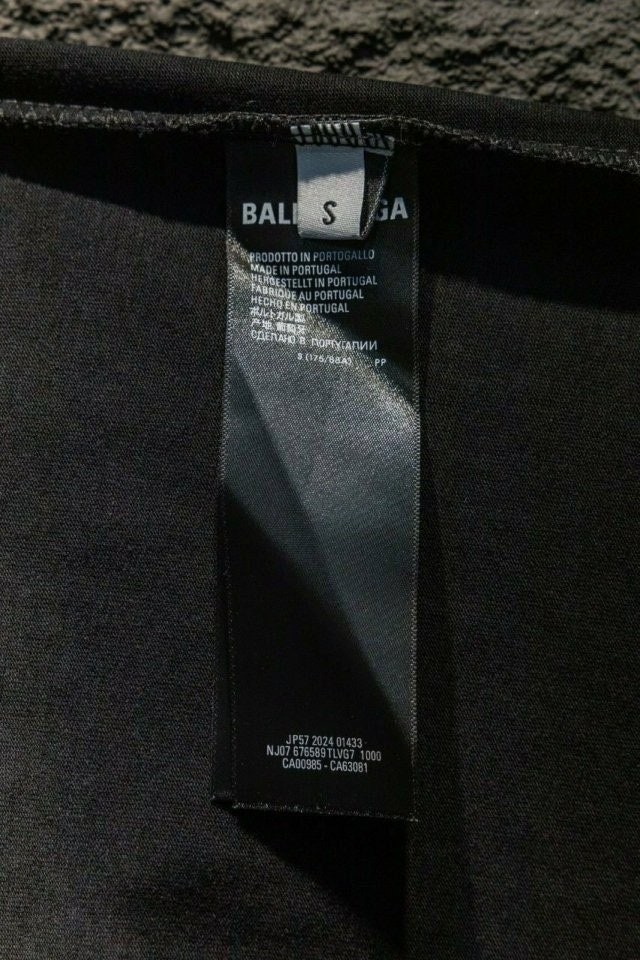 S
BAL GA
PRODOTTO IN PORTOGALLO
MADE IN PORTUGAL
HERGESTELLT IN PORTUGAL
FABRIQUE AU PORTUGAL
HECHO EN PORTUGAL
ポルトガル製
产地:葡萄牙
СДЕЛАНО В ПОРТУГАЛИИ
S (175/88A) PP
JP57 2024 01433
NJ07 676589 TLVG7 1000
CA00985 - CA63081